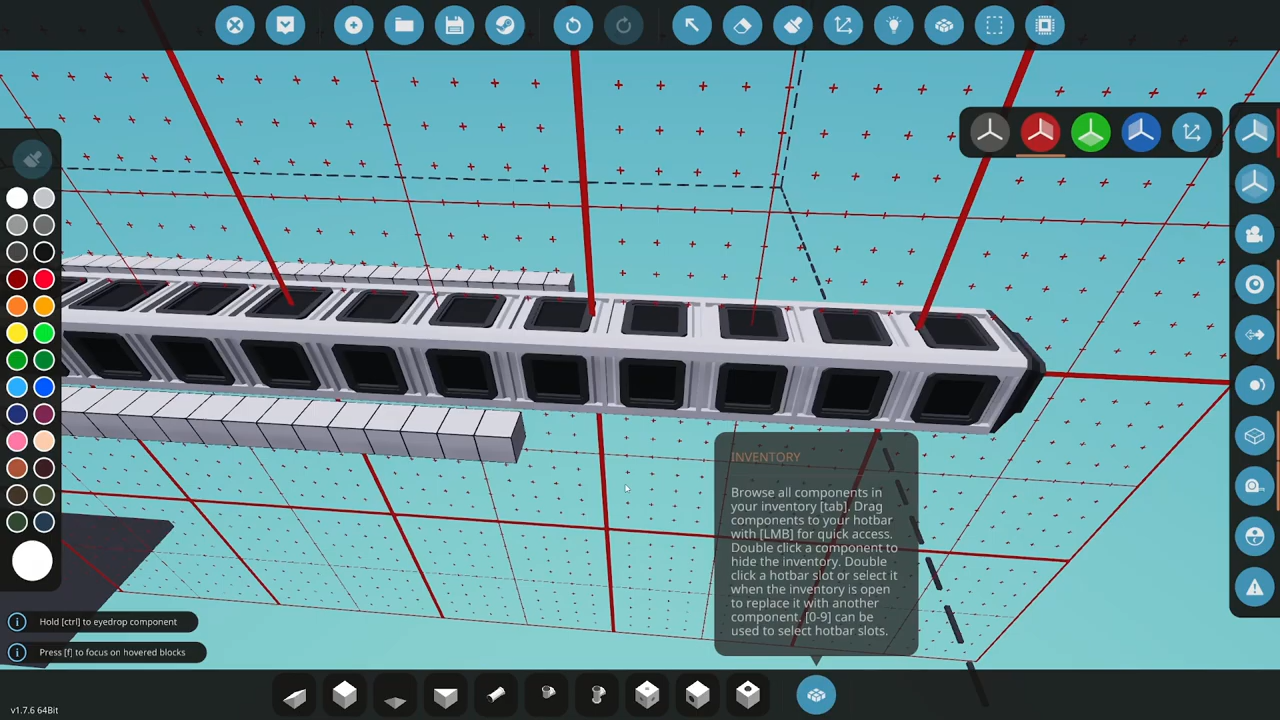 INVENTORY
Browse all components in
your inventory [tab]. Drag
components to your hotbar
with [LMB] for quick access.
Double click a component to
hide the inventory. Double
click a hotbar slot or select it
when the inventory is open
to replace it with another
component. [0-9] can be
used to select hotbar slots.
Hold [ctrl] to eyedrop component
Press [f] to focus on hovered blocks
v1.7.6 64Bit